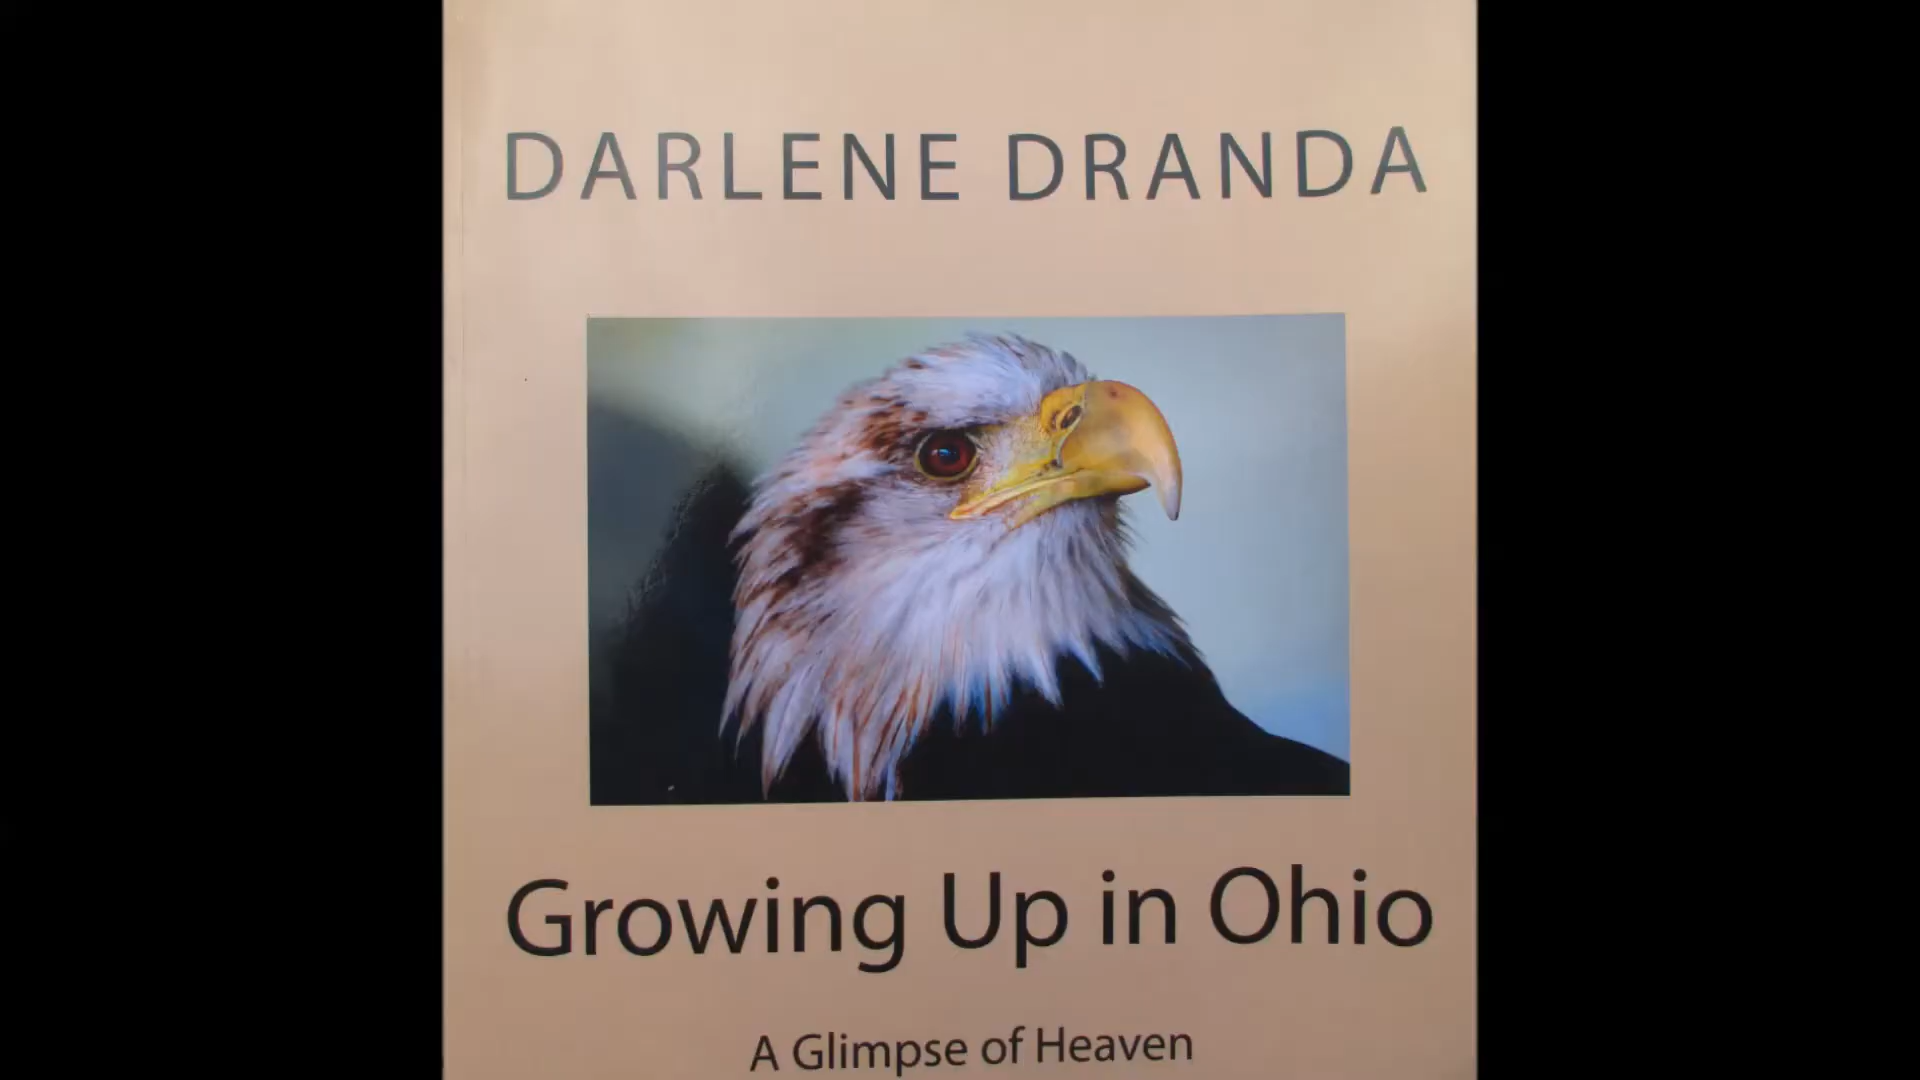 DARLENE DRANDA
Growing Up in Ohio
A Glimpse of Heaven